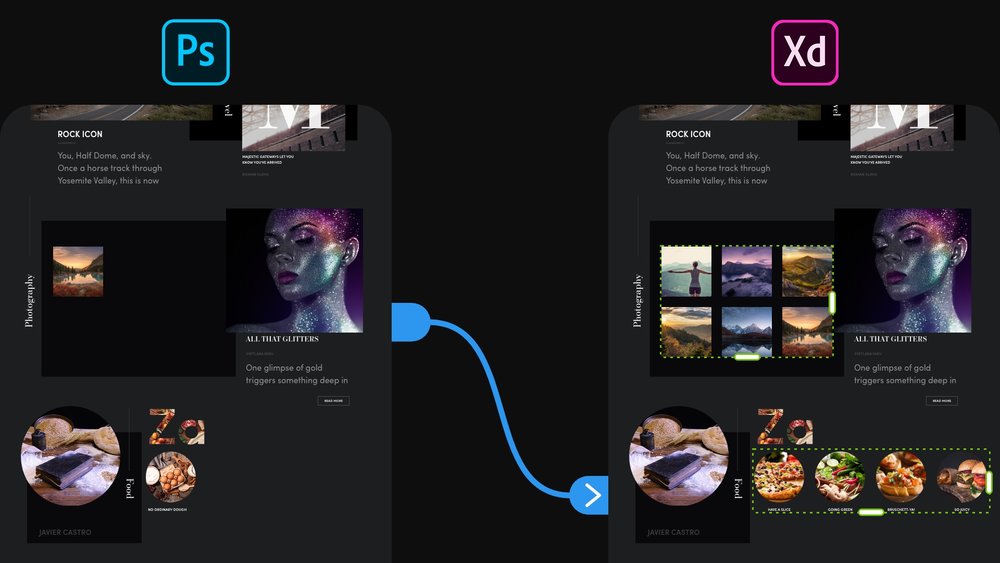 Ps
Xd
M
ROCK ICON
You, Half Dome, and sky.
Once a horse track through
Yosemite Valley, this is now
MAJESTIC GATEWAYS LET YOU
KNOW YOU'VE ARRIVED
Photography
ALL THAT GLITTERS
One glimpse of gold
triggers something deep in
READ MORE
Za
Food
NO ORDINARY DOUGH
JAVIER CASTRO
M
ROCK ICON
You, Half Dome, and sky.
Once a horse track through
Yosemite Valley, this is now
MAJESTIC GATEWAYS LET YOU
KNOW YOU'VE ARRIVED
Photography
ALL THAT GLITTERS
One glimpse of gold
triggers something deep in
READ MORE
Za
Food
HAVE A SLICE
GOING GREEN
BRUSCHETT-YA!
SO JUICY
JAVIER CASTRO